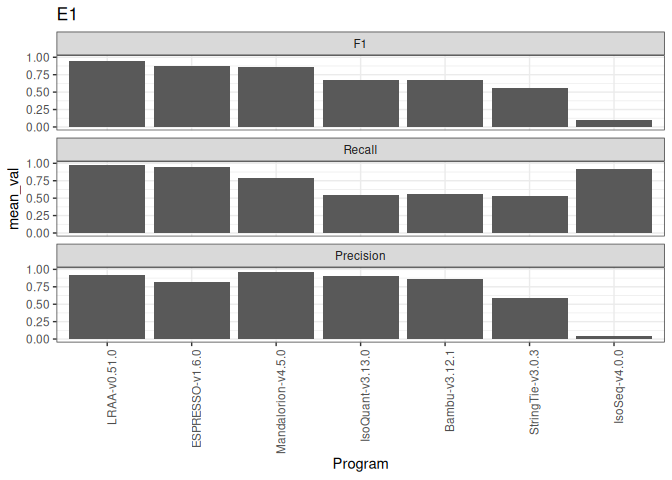 E1
F1
1.00
0.75
0.50
0.25
0.00
Recall
1.00
0.75
0.50
0.25
0.00
Precision
1.00
0.75
0.50
0.25
0.00
mean_val
LRAA-v0.51.0
ESPRESSO-v1.6.0
Mandalorion-v4.5.0
IsoQuant-v3.13.0
Bambu-v3.12.1
StringTie-v3.0.3
IsoSeq-v4.0.0
Program